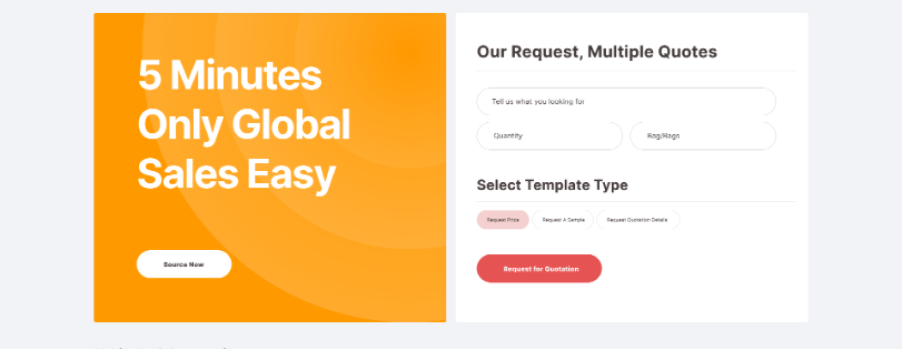 5 Minutes
Only Global
Sales Easy
Source Now
Our Request, Multiple Quotes
Tell us what you looking for
Quantity
Bag/Bags
Select Template Type
Request Price
Request A Sample
Request Quotation Details
Request for Quotation